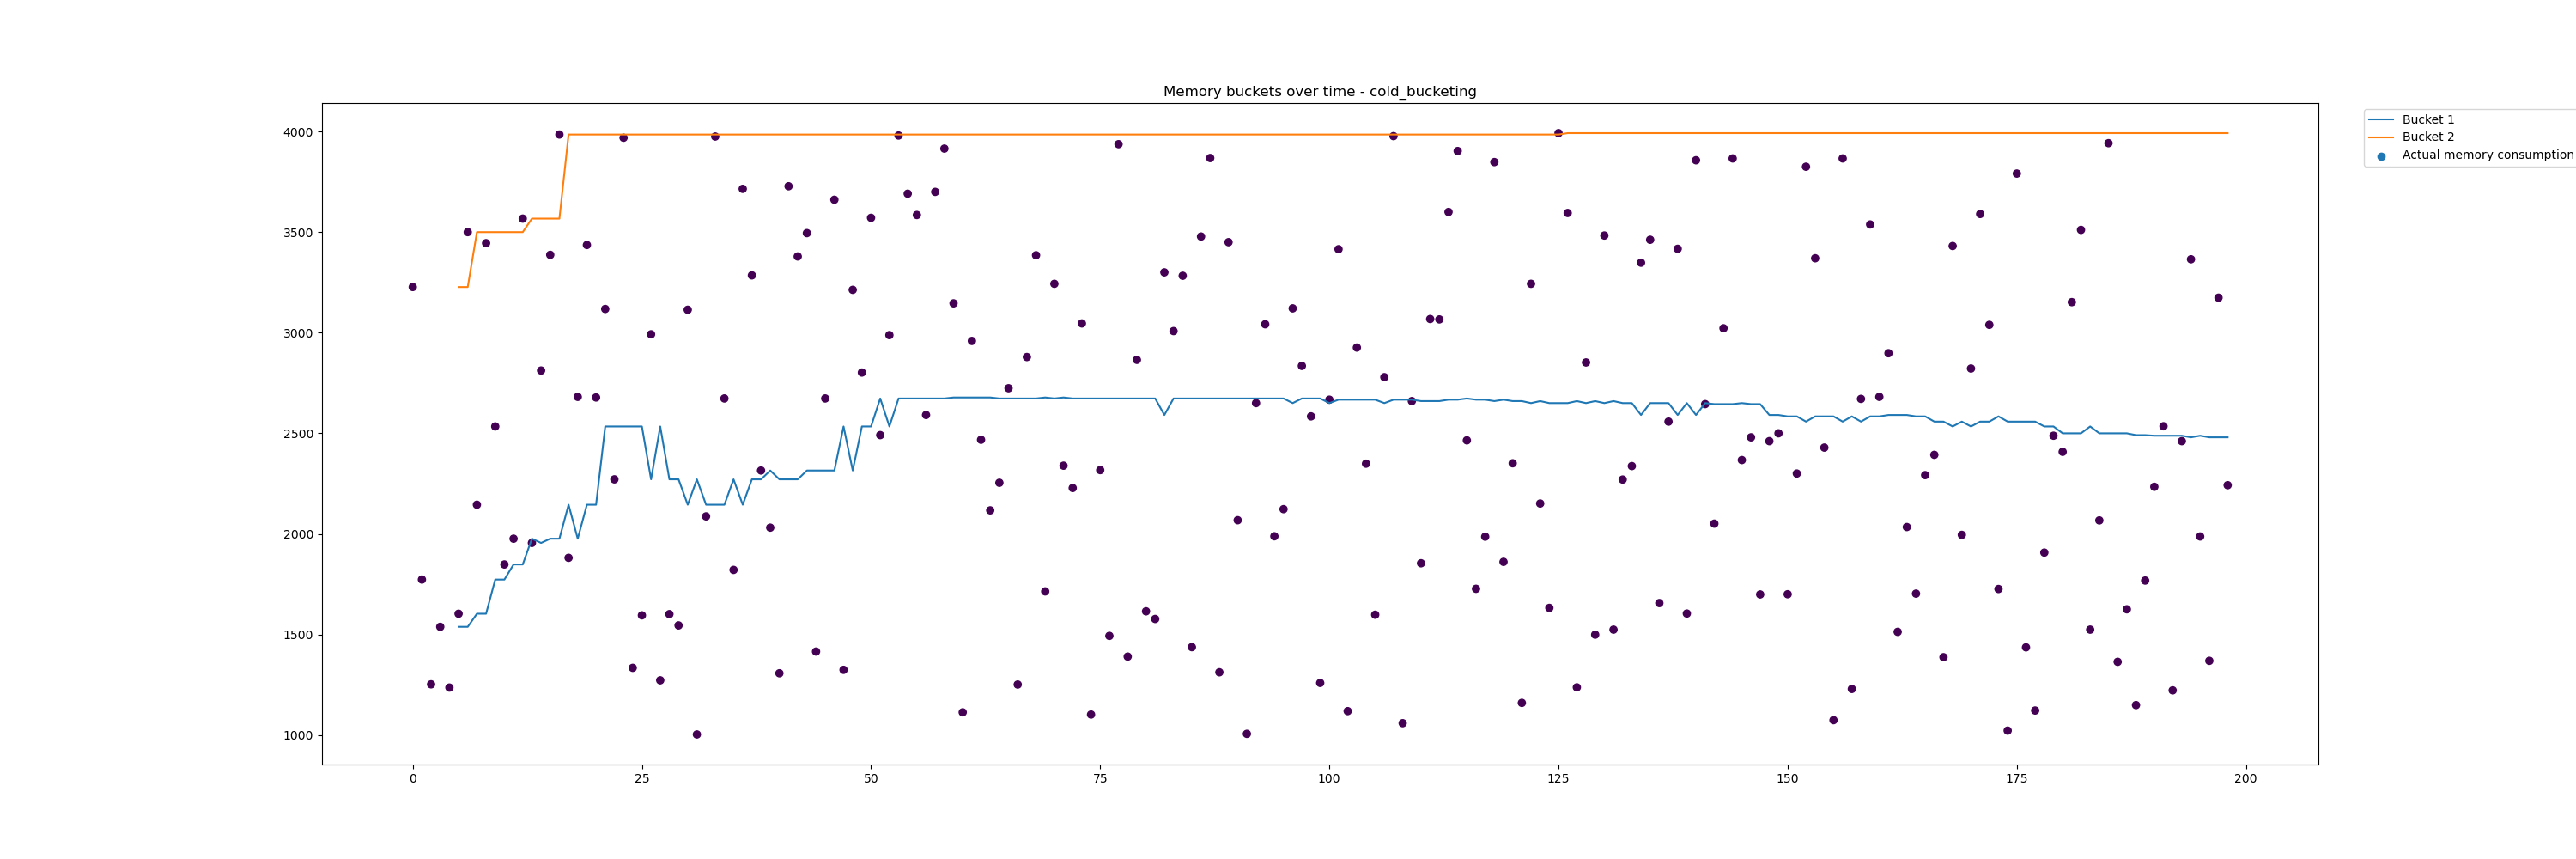 Memory buckets over time - cold_bucketing
Bucket 1
Bucket 2
Actual memory consumption
4000
3500
3000
2500
2000
1500
1000
0 25 50 75 100 125 150 175 200